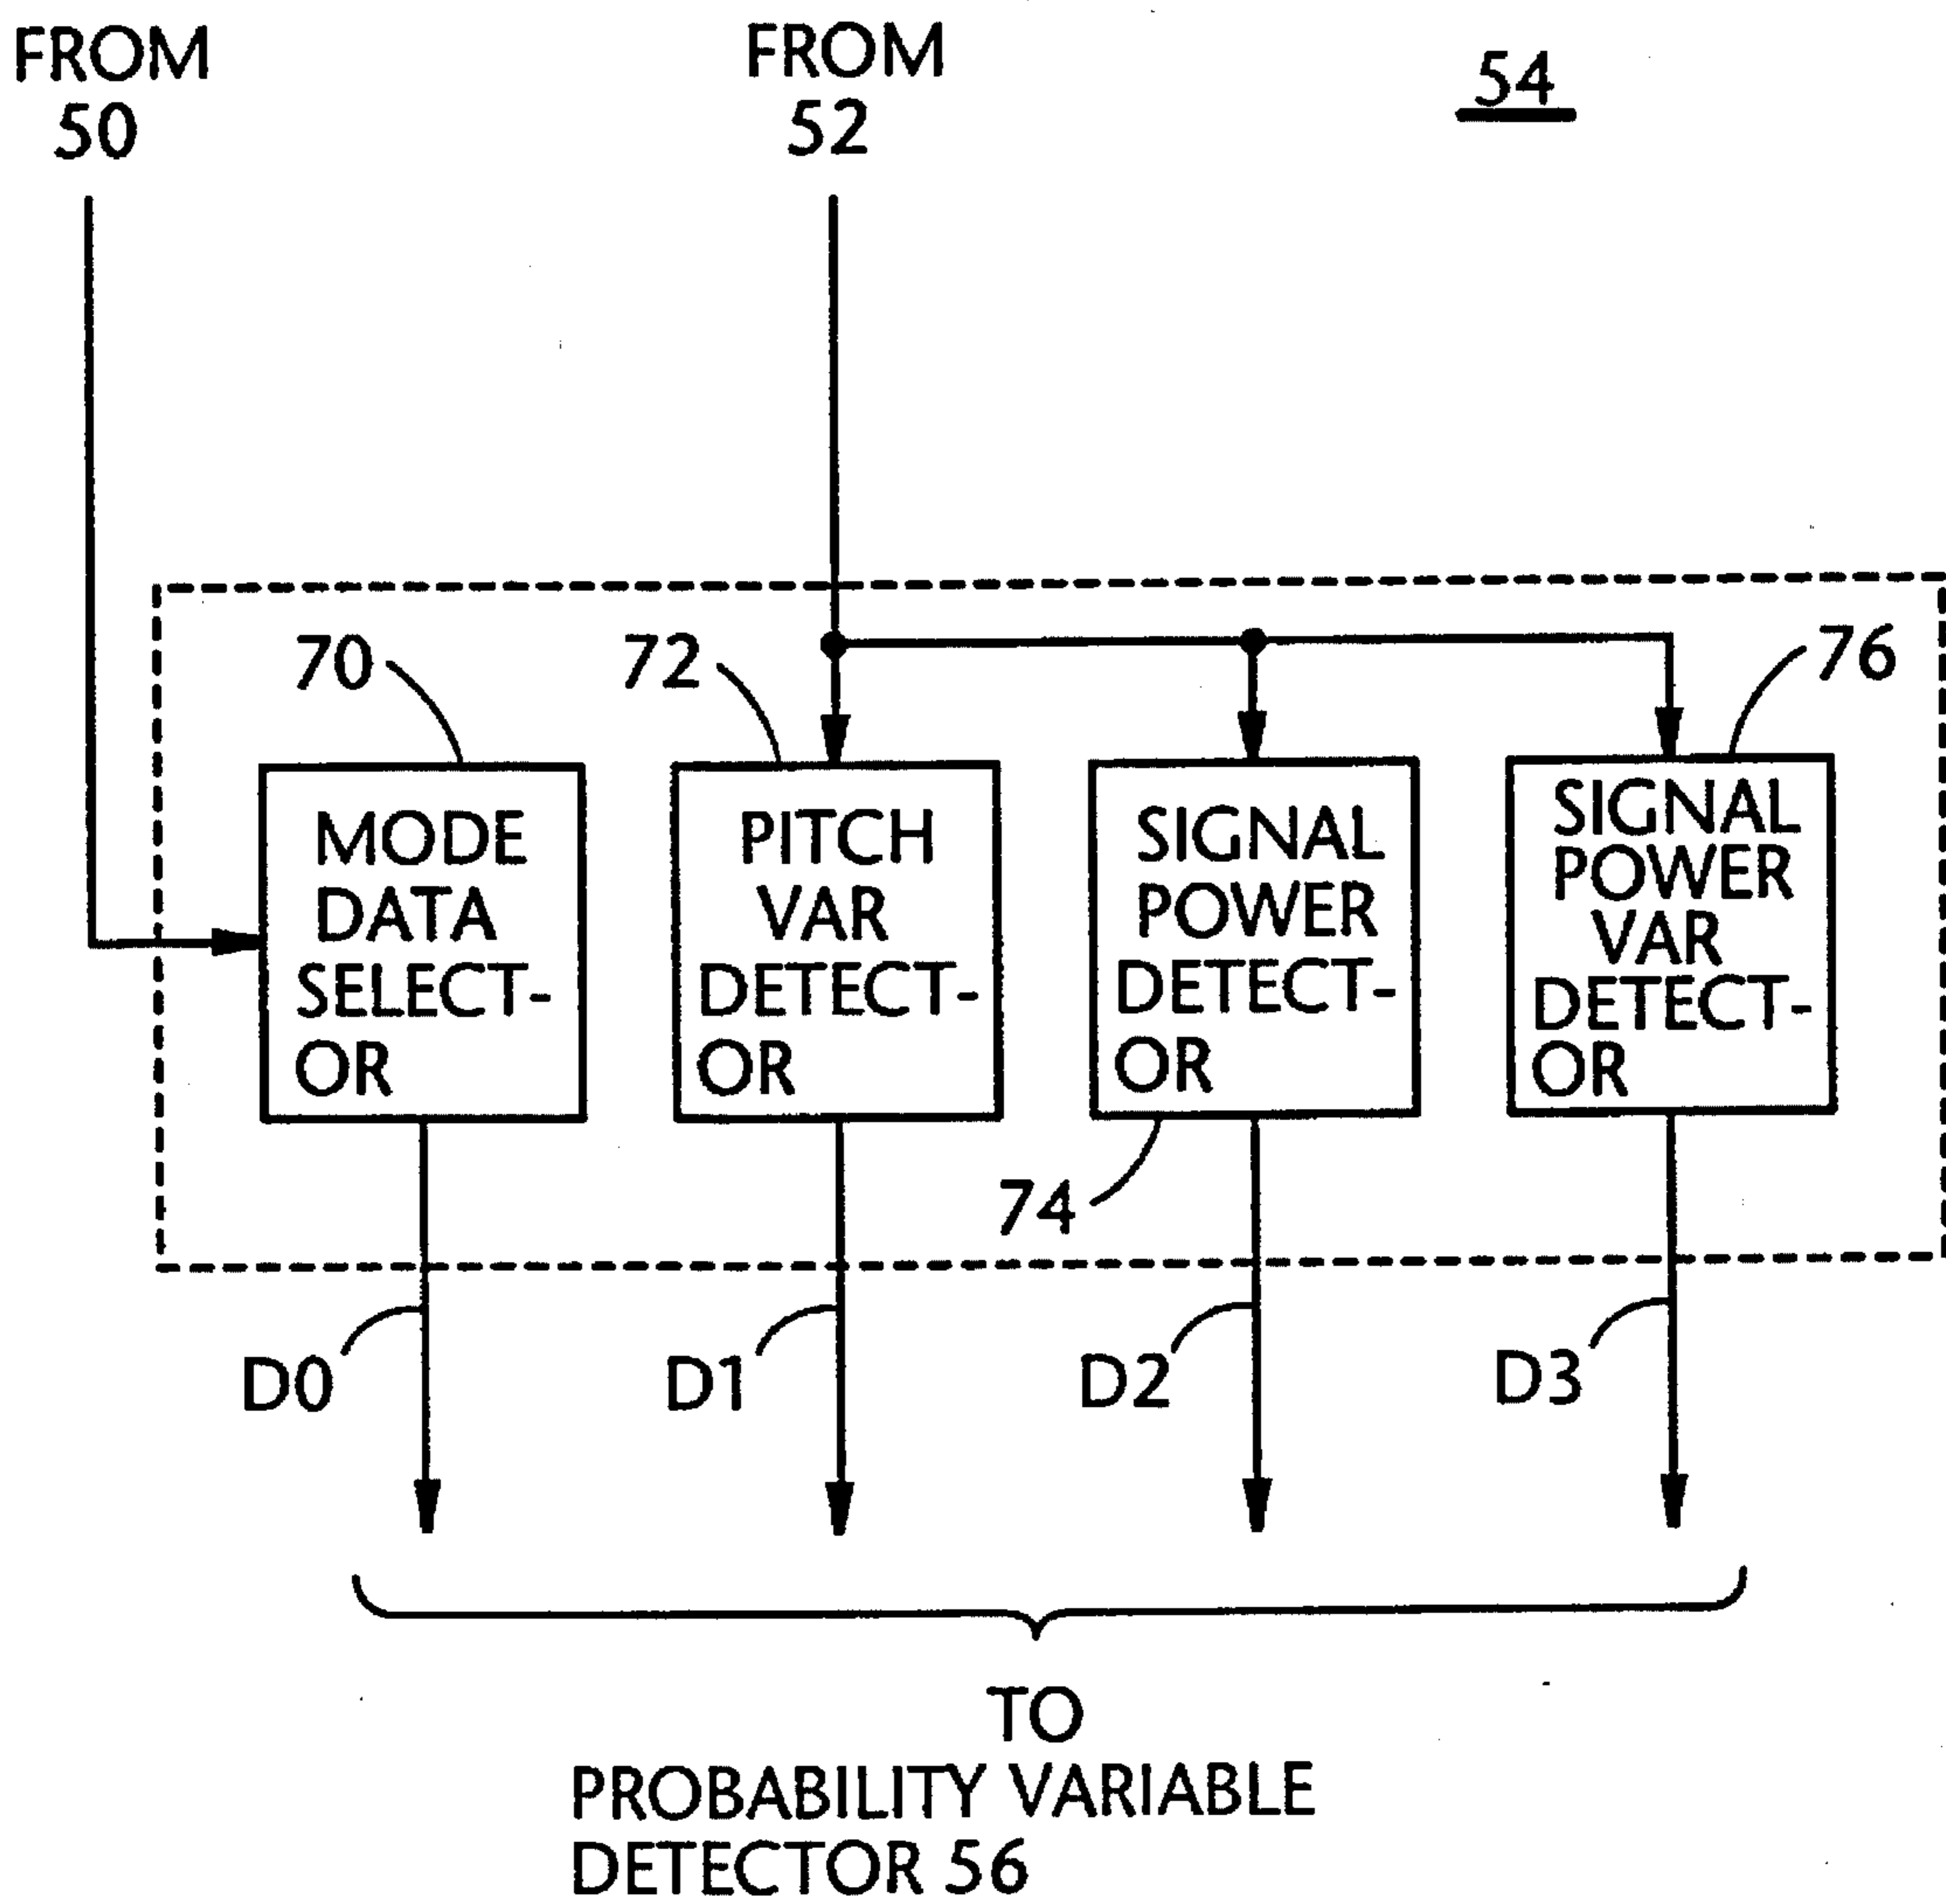 FROM
50
FROM
52
54
70
72
76
MODE
DATA
SELECT-
OR
PITCH
VAR
DETECT-
OR
SIGNAL
POWER
DETECT-
OR
SIGNAL
POWER
VAR
DETECT-
OR
74
D0
D1
D2
D3
TO
PROBABILITY VARIABLE
DETECTOR 56